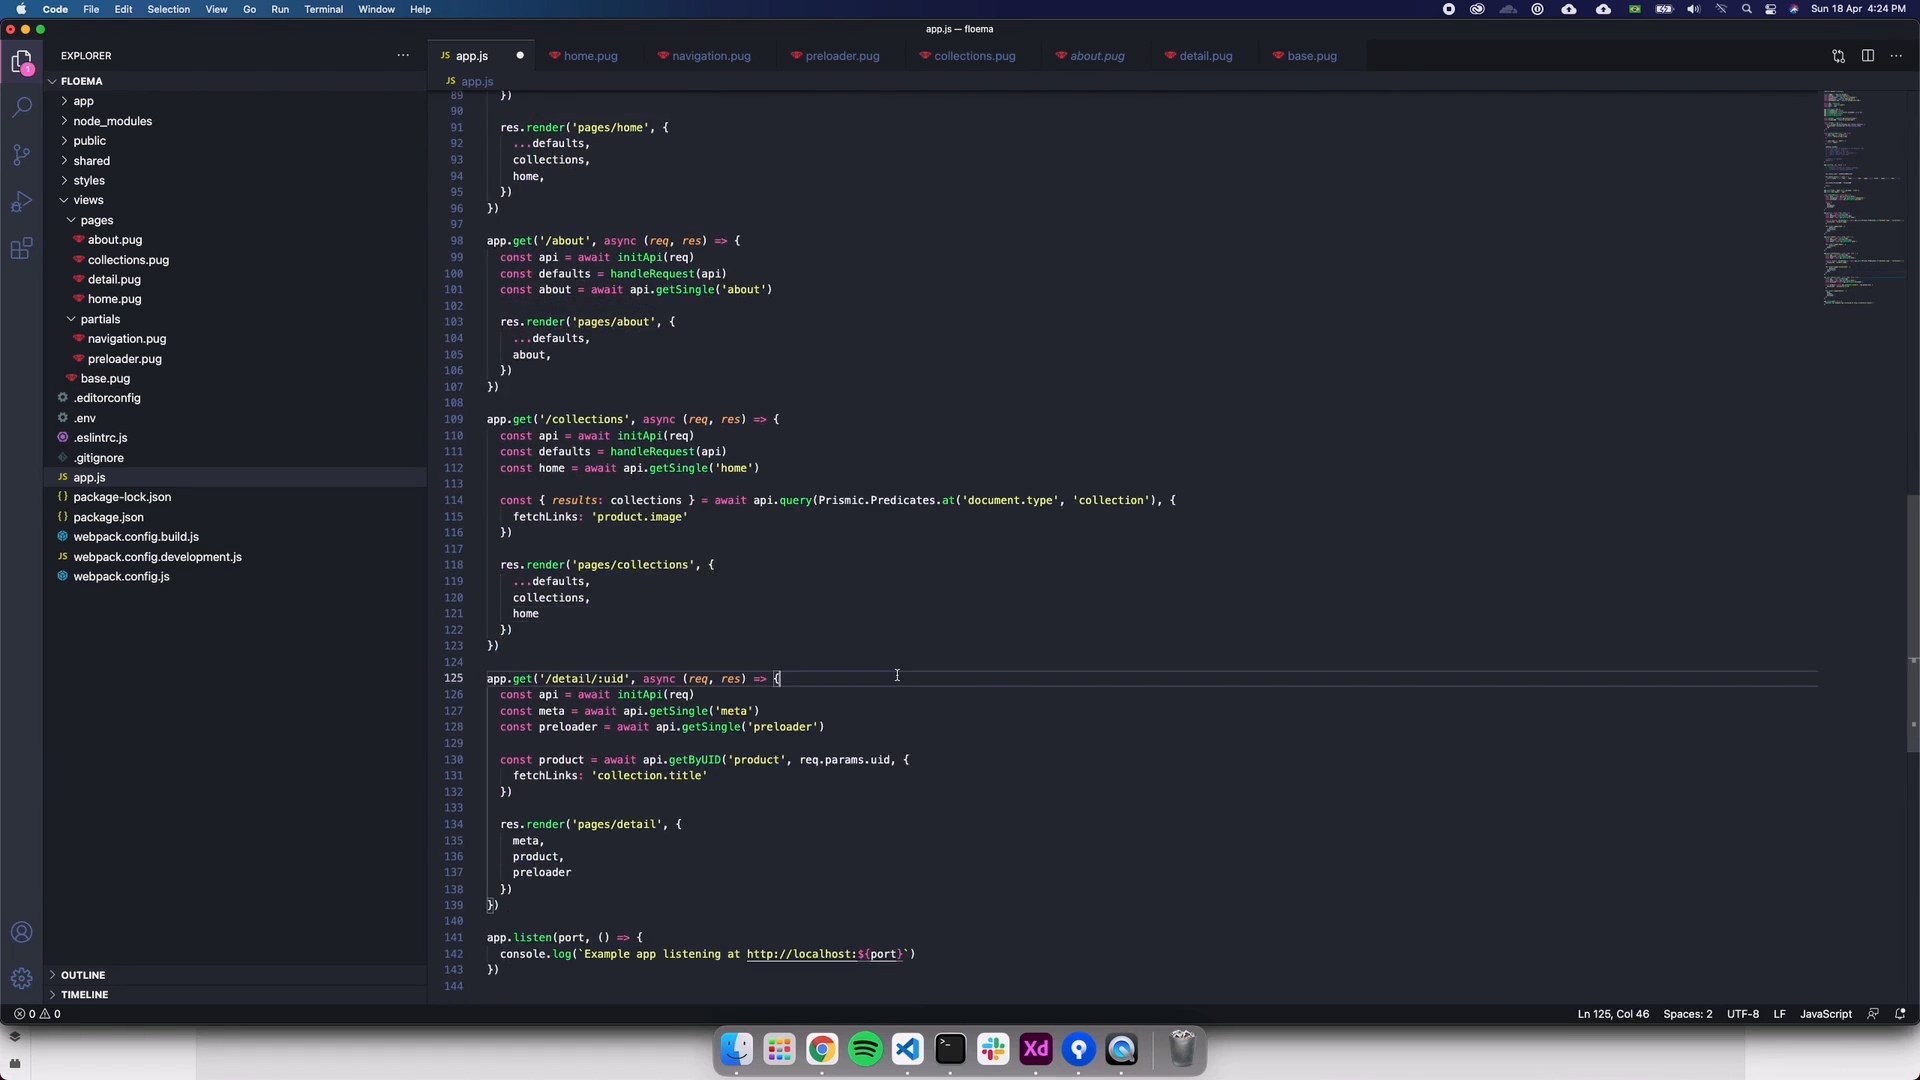 Code File Edit Selection View Go Run Terminal Window Help
Sun 18 Apr 4:24 PM
app.js — floema
EXPLORER
FLOEMA
app
node_modules
public
shared
styles
views
pages
about.pug
collections.pug
detail.pug
home.pug
partials
navigation.pug
preloader.pug
base.pug
.editorconfig
.env
.eslintrc.js
.gitignore
JS app.js
{} package-lock.json
{} package.json
webpack.config.build.js
JS webpack.config.development.js
webpack.config.js
OUTLINE
TIMELINE
1
JS app.js home.pug navigation.pug preloader.pug collections.pug about.pug detail.pug base.pug
JS app.js
89 })
90
91 res.render('pages/home', {
92 ...defaults,
93 collections,
94 home,
95 })
96 })
97
98 app.get('/about', async (req, res) => {
99 const api = await initApi(req)
100 const defaults = handleRequest(api)
101 const about = await api.getSingle('about')
102
103 res.render('pages/about', {
104 ...defaults,
105 about,
106 })
107 })
108
109 app.get('/collections', async (req, res) => {
110 const api = await initApi(req)
111 const defaults = handleRequest(api)
112 const home = await api.getSingle('home')
113
114 const { results: collections } = await api.query(Prismic.Predicates.at('document.type', 'collection'), {
115 fetchLinks: 'product.image'
116 })
117
118 res.render('pages/collections', {
119 ...defaults,
120 collections,
121 home
122 })
123 })
124
125 app.get('/detail/:uid', async (req, res) => {
126 const api = await initApi(req)
127 const meta = await api.getSingle('meta')
128 const preloader = await api.getSingle('preloader')
129
130 const product = await api.getByUID('product', req.params.uid, {
131 fetchLinks: 'collection.title'
132 })
133
134 res.render('pages/detail', {
135 meta,
136 product,
137 preloader
138 })
139 })
140
141 app.listen(port, () => {
142 console.log(`Example app listening at http://localhost:${port}`)
143 })
144
0 0
Ln 125, Col 46 Spaces: 2 UTF-8 LF JavaScript
Xd